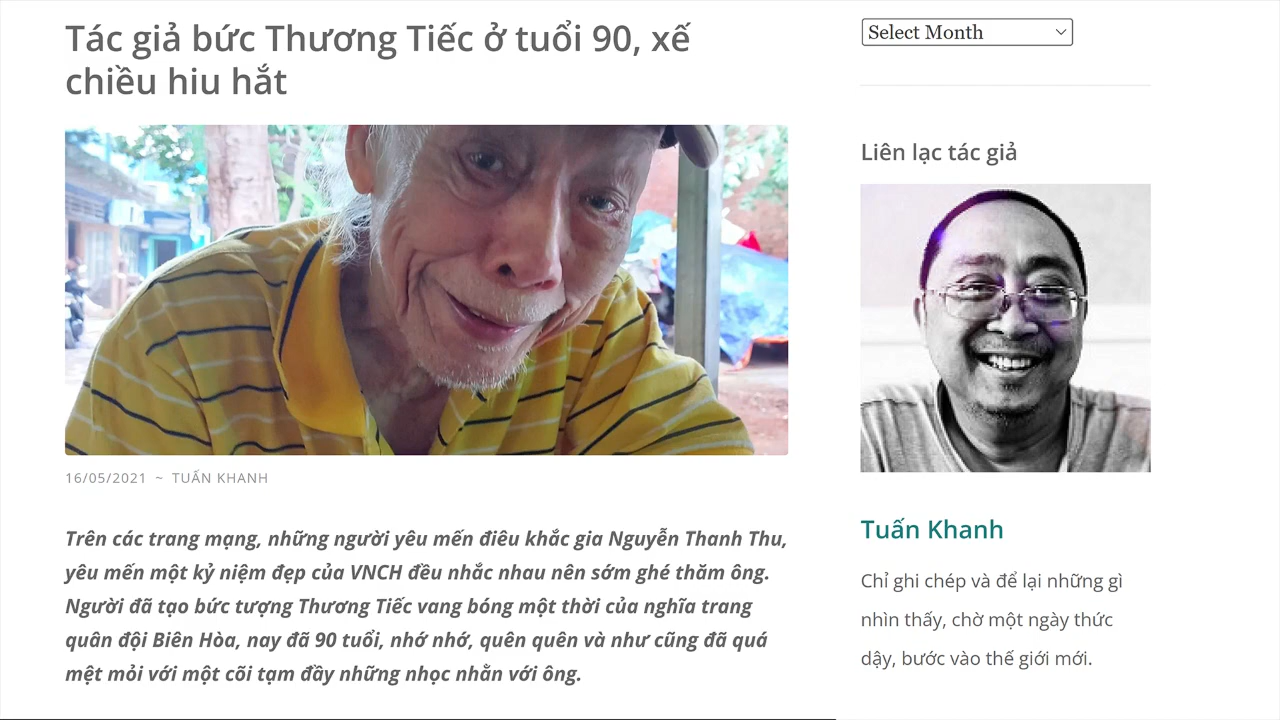 Tác giả bức Thương Tiếc ở tuổi 90, xế
chiều hiu hắt
16/05/2021 ~ TUẤN KHANH
Trên các trang mạng, những người yêu mến điêu khắc gia Nguyễn Thanh Thu,
yêu mến một kỷ niệm đẹp của VNCH đều nhắc nhau nên sớm ghé thăm ông.
Người đã tạo bức tượng Thương Tiếc vang bóng một thời của nghĩa trang
quân đội Biên Hòa, nay đã 90 tuổi, nhớ nhớ, quên quên và như cũng đã quá
mệt mỏi với một cõi tạm đầy những nhọc nhằn với ông.
Select Month
Liên lạc tác giả
Tuấn Khanh
Chỉ ghi chép và để lại những gì
nhìn thấy, chờ một ngày thức
dậy, bước vào thế giới mới.